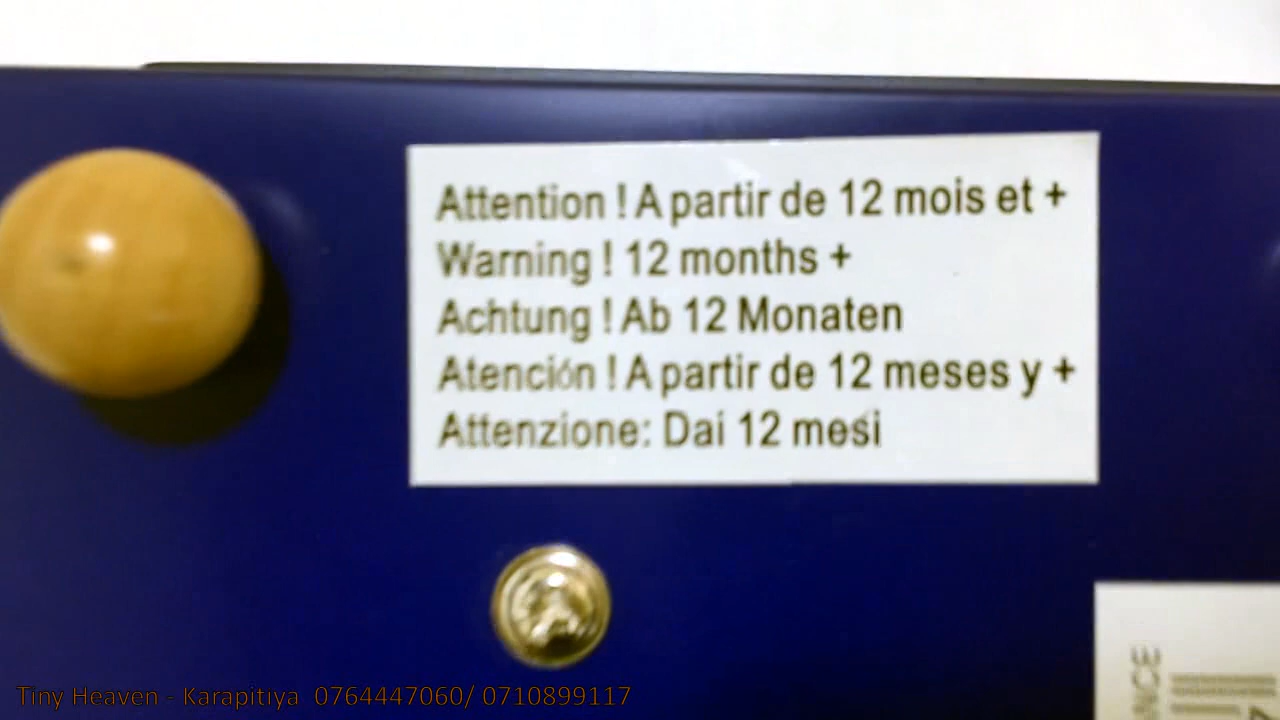 Attention ! A partir de 12 mois et +
Warning ! 12 months +
Achtung ! Ab 12 Monaten
Atención ! A partir de 12 meses y +
Attenzione: Dai 12 mesi
Tiny Heaven - Karapitiya 0764447060/ 0710899117